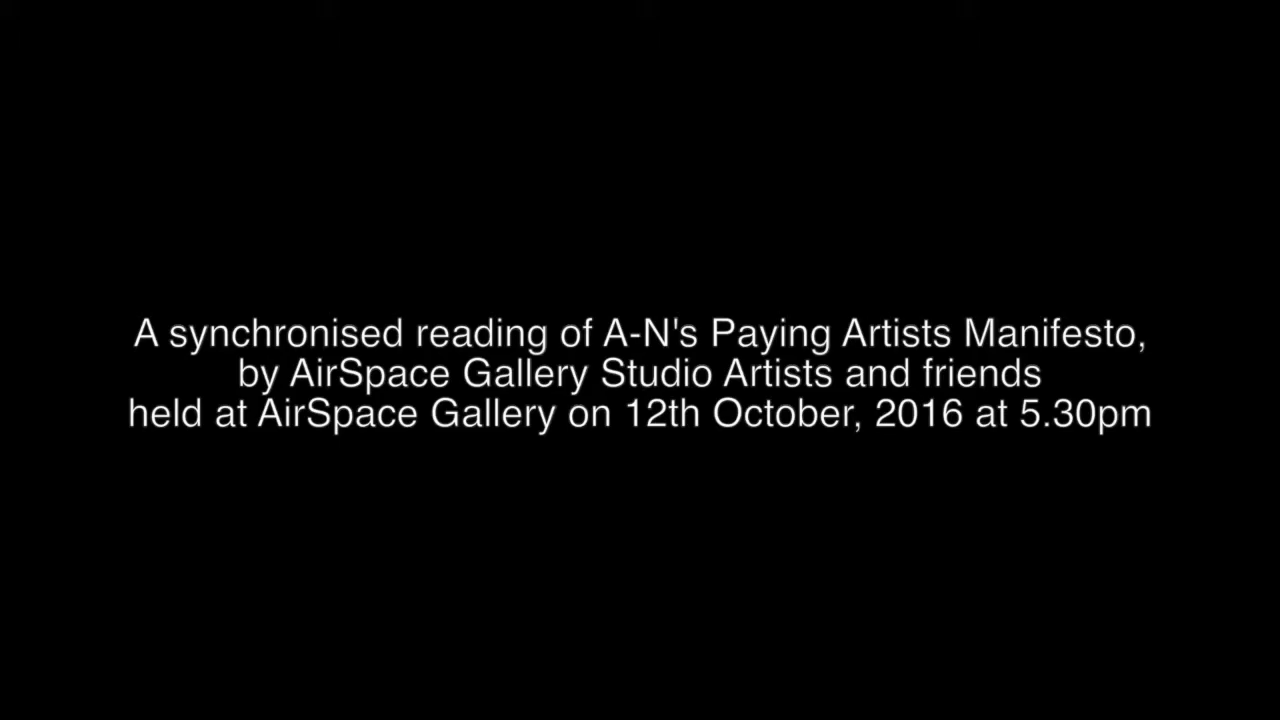 A synchronised reading of A-N's Paying Artists Manifesto,
by AirSpace Gallery Studio Artists and friends
held at AirSpace Gallery on 12th October, 2016 at 5.30pm